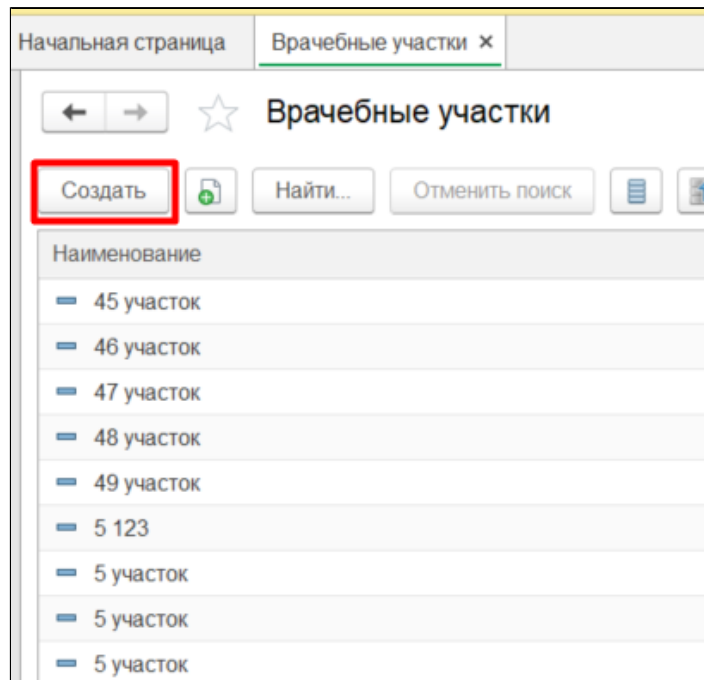 Начальная страница Врачебные участки ×
Врачебные участки
Создать Найти... Отменить поиск
Наименование
45 участок
46 участок
47 участок
48 участок
49 участок
5 123
5 участок
5 участок
5 участок